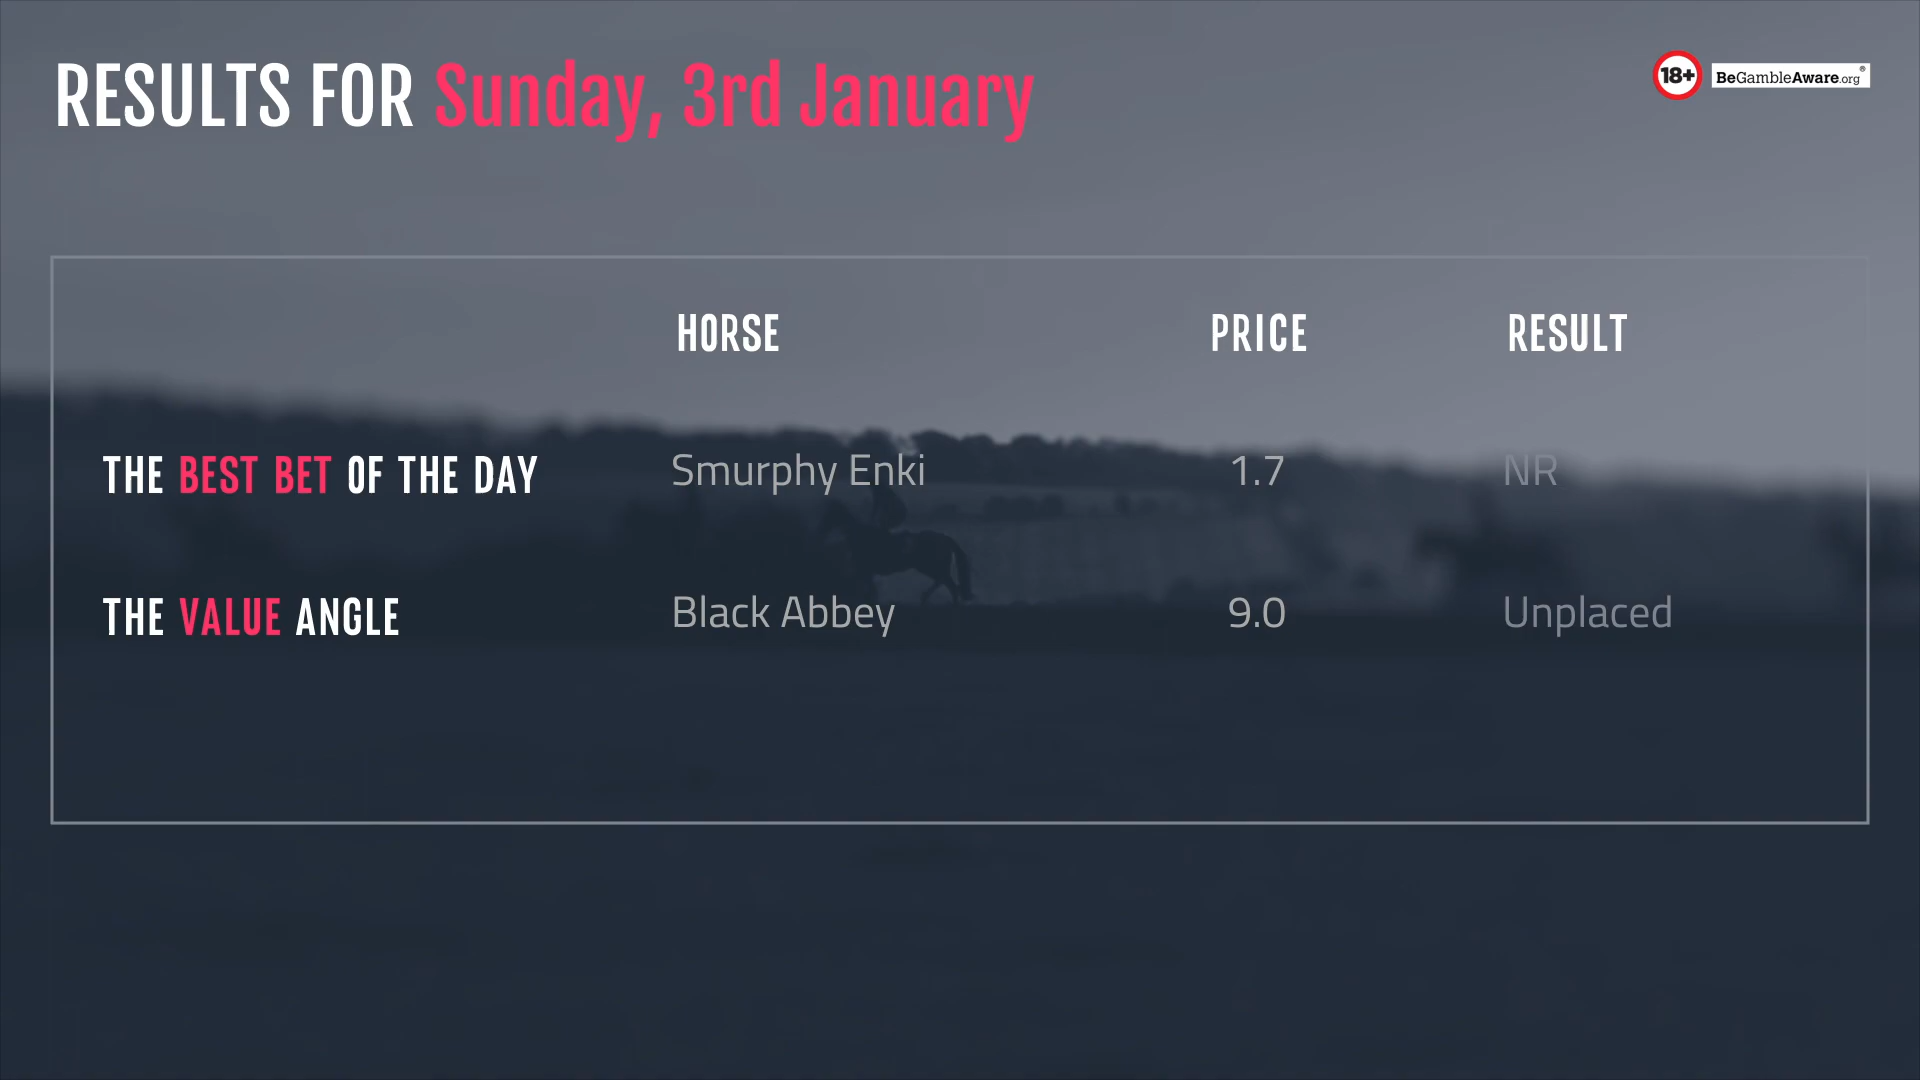 RESULTS FOR Sunday, 3rd January
18+ BeGambleAware.org®
HORSE PRICE RESULT
THE BEST BET OF THE DAY Smurphy Enki 1.7 NR
THE VALUE ANGLE Black Abbey 9.0 Unplaced